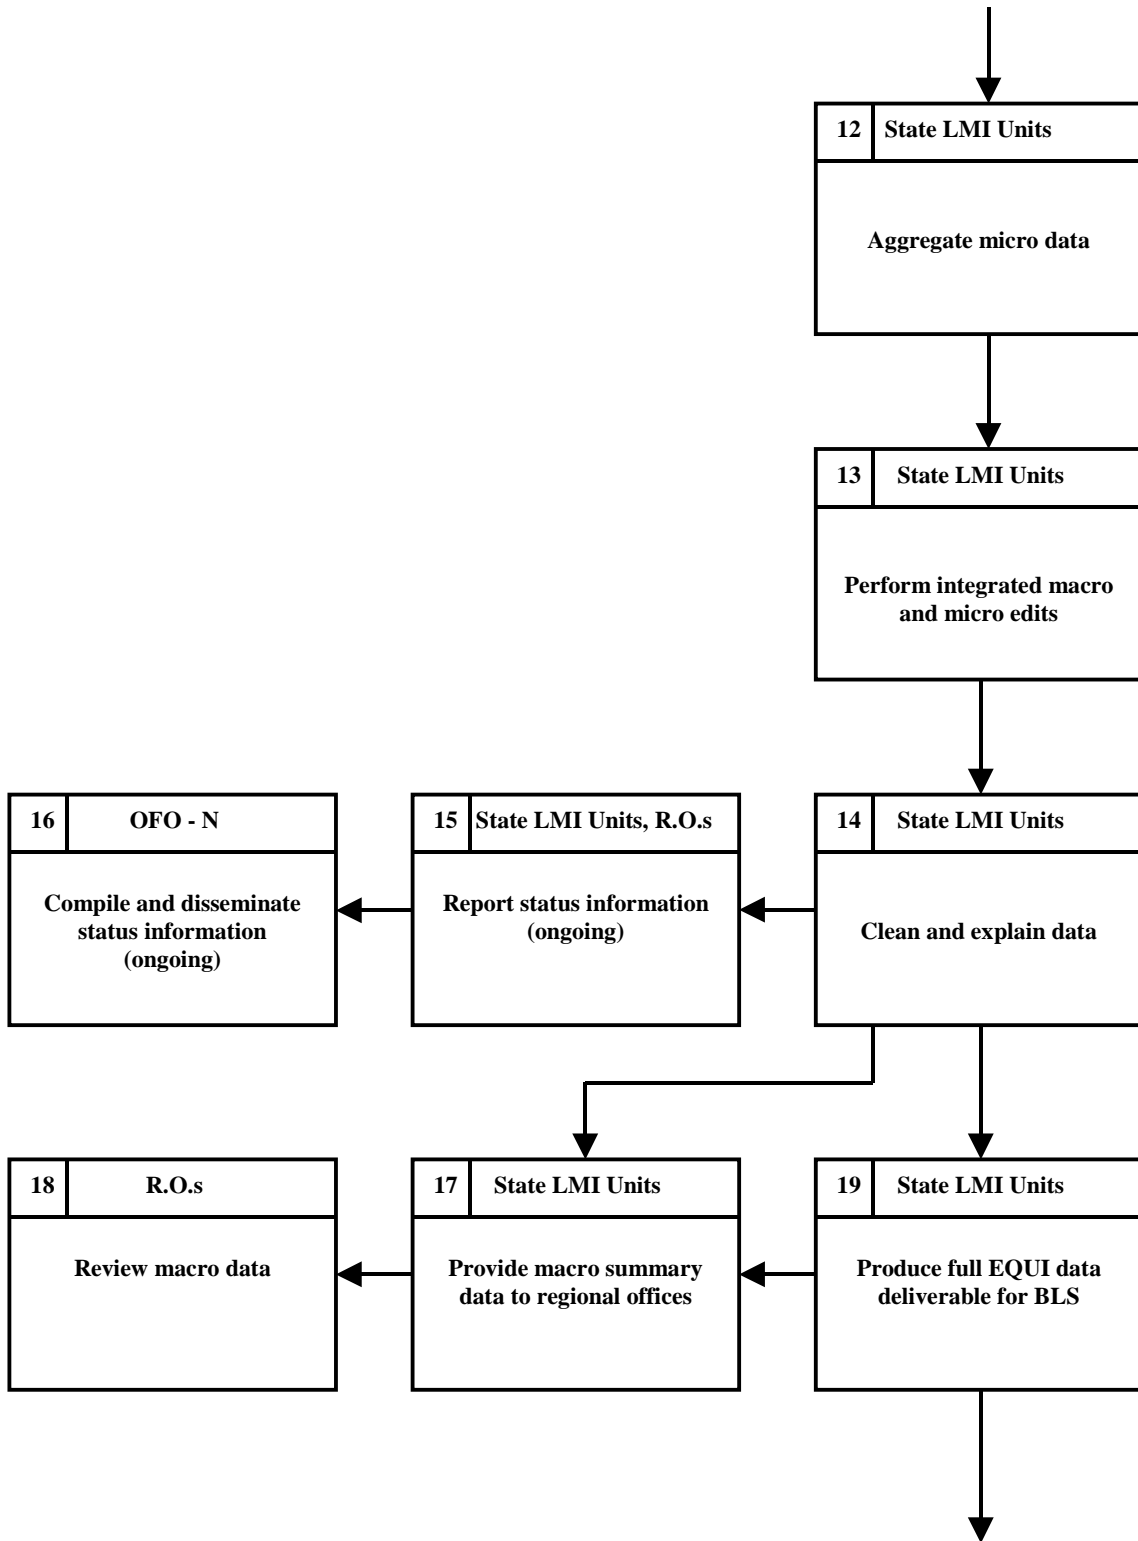 12 State LMI Units
Aggregate micro data
13 State LMI Units
Perform integrated macro
and micro edits
16 OFO - N
Compile and disseminate
status information
(ongoing)
15 State LMI Units, R.O.s
Report status information
(ongoing)
14 State LMI Units
Clean and explain data
18 R.O.s
Review macro data
17 State LMI Units
Provide macro summary
data to regional offices
19 State LMI Units
Produce full EQUI data
deliverable for BLS